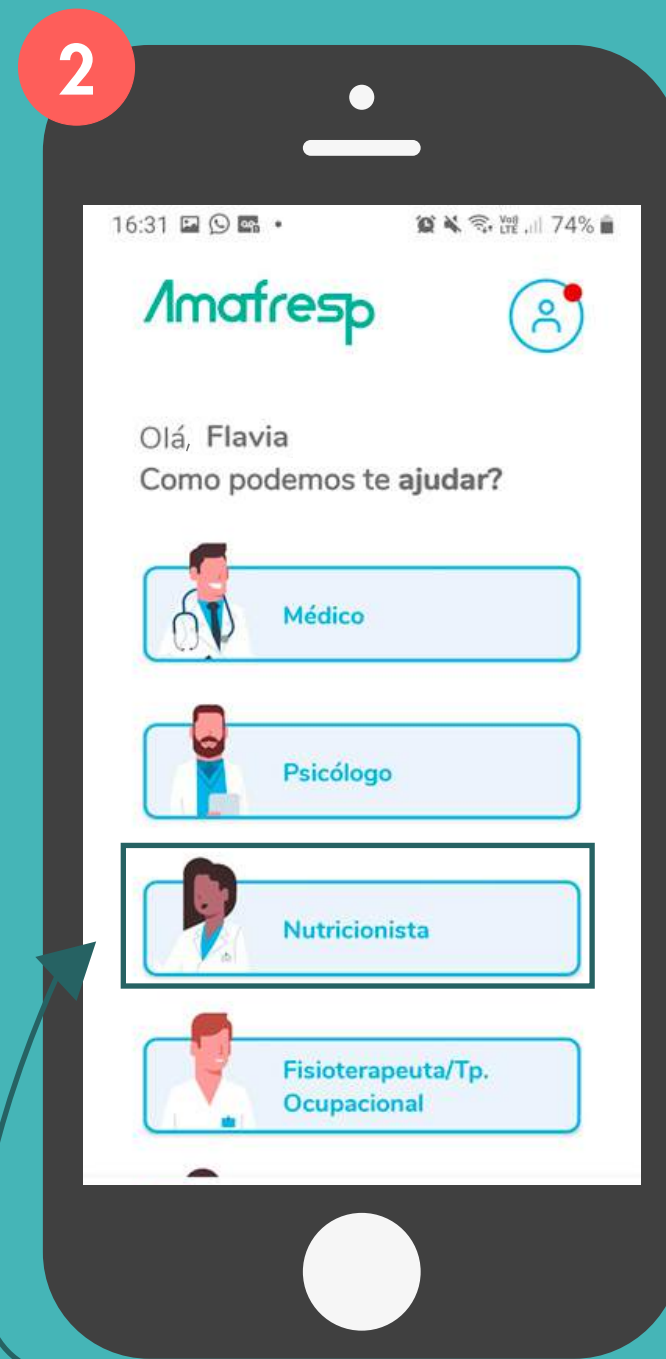 2
16:31 74%
Amafresp
Olá, Flavia
Como podemos te ajudar?
Médico
Psicólogo
Nutricionista
Fisioterapeuta/Tp.
Ocupacional